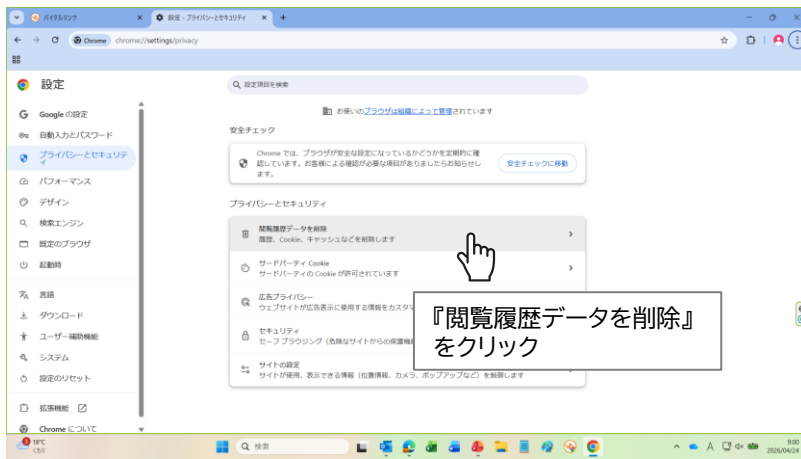 バイタルリンク
設定 - プライバシーとセキュリティ
Chrome
chrome://settings/privacy
設定
設定項目を検索
お使いのブラウザは組織によって管理されています
Google の設定
自動入力とパスワード
プライバシーとセキュリテ
ィ
パフォーマンス
デザイン
検索エンジン
既定のブラウザ
起動時
言語
ダウンロード
ユーザー補助機能
システム
設定のリセット
拡張機能
Chrome について
安全チェック
Chrome では、ブラウザが安全な設定になっているかどうかを定期的に確
認しています。お客様による確認が必要な項目がありましたらお知らせし
ます。
安全チェックに移動
プライバシーとセキュリティ
閲覧履歴データを削除
履歴、Cookie、キャッシュなどを削除します
サードパーティ Cookie
サードパーティの Cookie が許可されています
広告プライバシー
ウェブサイトが広告表示に使用する情報をカスタマ
セキュリティ
セーフ ブラウジング（危険なサイトからの保護機能
サイトの設定
サイトが使用、表示できる情報（位置情報、カメラ、ポップアップなど）を制御します
『閲覧履歴データを削除』
をクリック
18°C
くもり
検索
A
9:00
2026/04/24